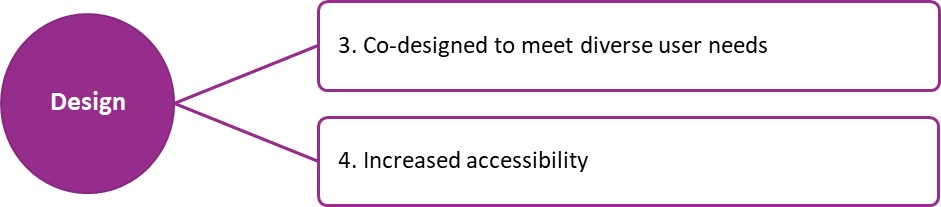 Design
3. Co-designed to meet diverse user needs
4. Increased accessibility